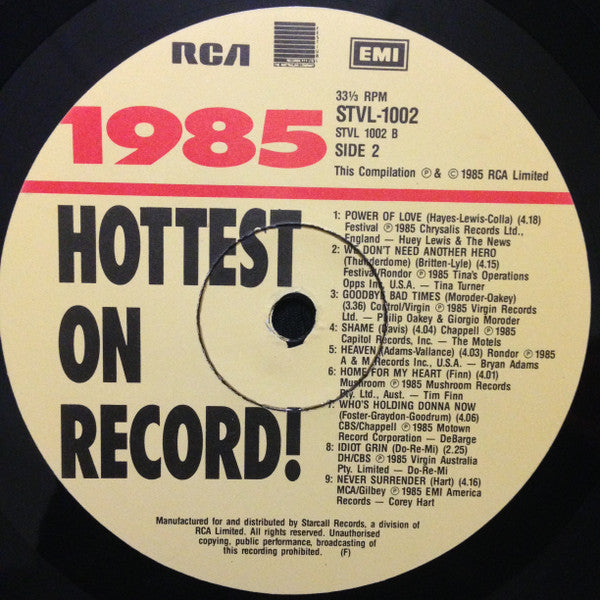 RCA EMI
1985
33⅓ RPM
STVL-1002
STVL 1002 B
SIDE 2
This Compilation ℗ & © 1985 RCA Limited
HOTTEST
ON
RECORD!
1: POWER OF LOVE (Hayes-Lewis-Colla) (4.18)
Festival ℗ 1985 Chrysalis Records Ltd.,
England — Huey Lewis & The News
2: WE DON'T NEED ANOTHER HERO
(Thunderdome) (Britten-Lyle) (4.15)
Festival/Rondor ℗ 1985 Tina's Operations
Opps Inc. U.S.A. — Tina Turner
3: GOODBYE BAD TIMES (Moroder-Oakey)
(3.36) Control/Virgin ℗ 1985 Virgin Records
Ltd. — Philip Oakey & Giorgio Moroder
4: SHAME (Davis) (4.04) Chappell ℗ 1985
Capitol Records, Inc. — The Motels
5: HEAVEN (Adams-Vallance) (4.03) Rondor ℗ 1985
A & M Records Inc., U.S.A. — Bryan Adams
6: HOME FOR MY HEART (Finn) (4.01)
Mushroom ℗ 1985 Mushroom Records
Pty. Ltd., Aust. — Tim Finn
7: WHO'S HOLDING DONNA NOW
(Foster-Graydon-Goodrum) (4.06)
CBS/Chappell ℗ 1985 Motown
Record Corporation — DeBarge
8: IDIOT GRIN (Do-Re-Mi) (2.25)
DH/CBS ℗ 1985 Virgin Australia
Pty. Limited — Do-Re-Mi
9: NEVER SURRENDER (Hart) (4.16)
MCA/Gilbey ℗ 1985 EMI America
Records — Corey Hart
Manufactured for and distributed by Starcall Records, a division of
RCA Limited. All rights reserved. Unauthorised
copying, public performance, broadcasting of
this recording prohibited. (F)